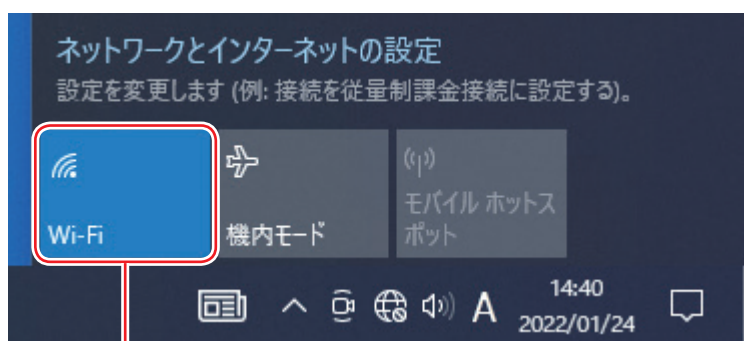 ネットワークとインターネットの設定
設定を変更します (例: 接続を従量制課金接続に設定する)。
Wi-Fi
機内モード
モバイル ホットス
ポット
A
14:40
2022/01/24